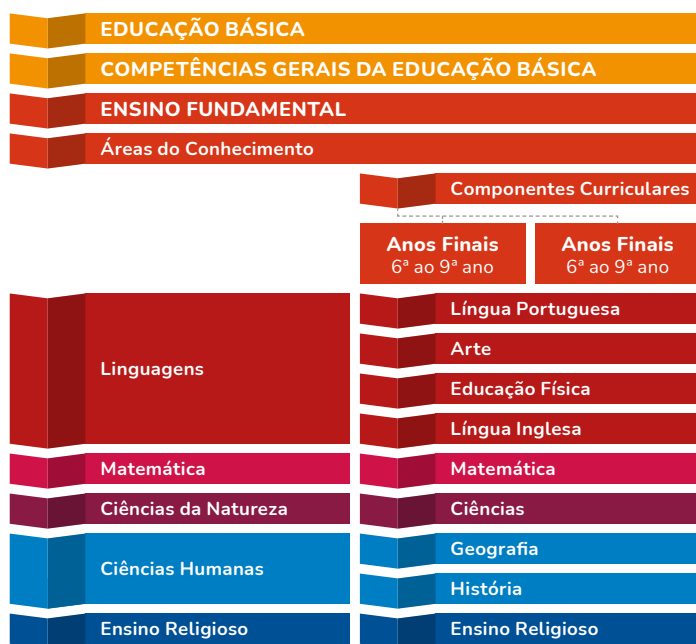 EDUCAÇÃO BÁSICA
COMPETÊNCIAS GERAIS DA EDUCAÇÃO BÁSICA
ENSINO FUNDAMENTAL
Áreas do Conhecimento
Componentes Curriculares
Anos Finais
6ª ao 9ª ano
Anos Finais
6ª ao 9ª ano
Linguagens
Língua Portuguesa
Arte
Educação Física
Língua Inglesa
Matemática
Matemática
Ciências da Natureza
Ciências
Ciências Humanas
Geografia
História
Ensino Religioso
Ensino Religioso